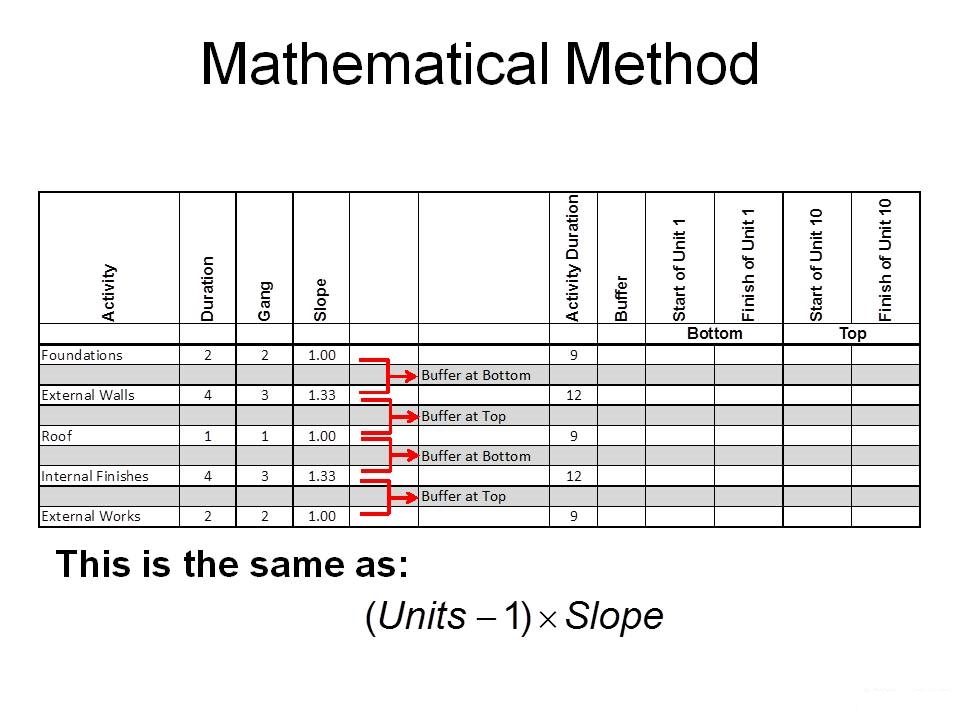 Mathematical Method
Activity Duration Gang Slope Activity Duration Buffer Start of Unit 1 Finish of Unit 1 Start of Unit 10 Finish of Unit 10
Bottom Top
Foundations 2 2 1.00 9
Buffer at Bottom
External Walls 4 3 1.33 12
Buffer at Top
Roof 1 1 1.00 9
Buffer at Bottom
Internal Finishes 4 3 1.33 12
Buffer at Top
External Works 2 2 1.00 9
This is the same as:
(Units − 1) × Slope